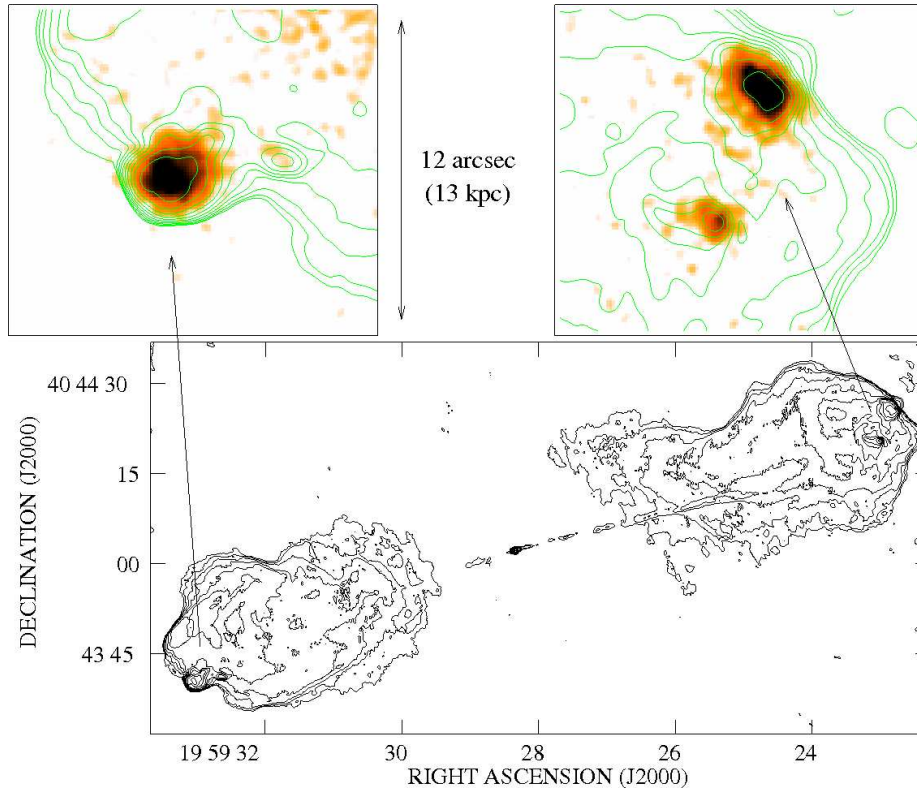 12 arcsec
(13 kpc)
40 44 30
15
00
43 45
DECLINATION (J2000)
19 59 32
30
28
26
24
RIGHT ASCENSION (J2000)